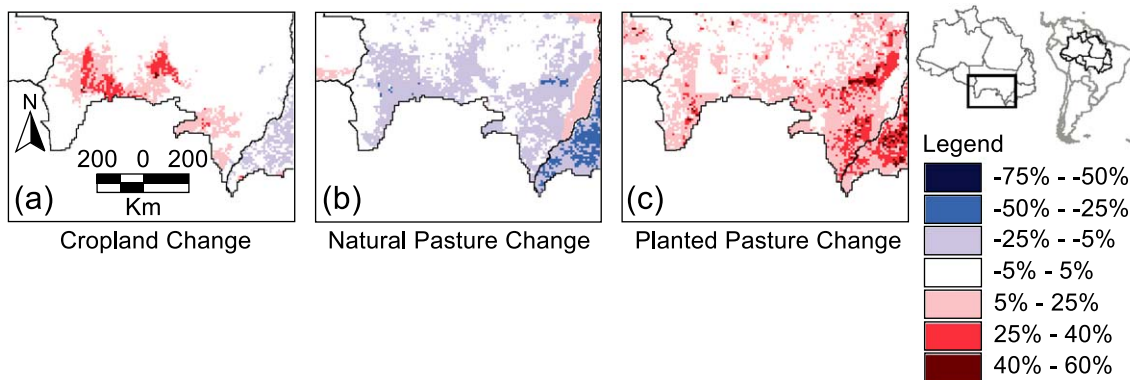 N
200 0 200
Km
(a)
(b)
(c)
Cropland Change
Natural Pasture Change
Planted Pasture Change
Legend
-75% - -50%
-50% - -25%
-25% - -5%
-5% - 5%
5% - 25%
25% - 40%
40% - 60%